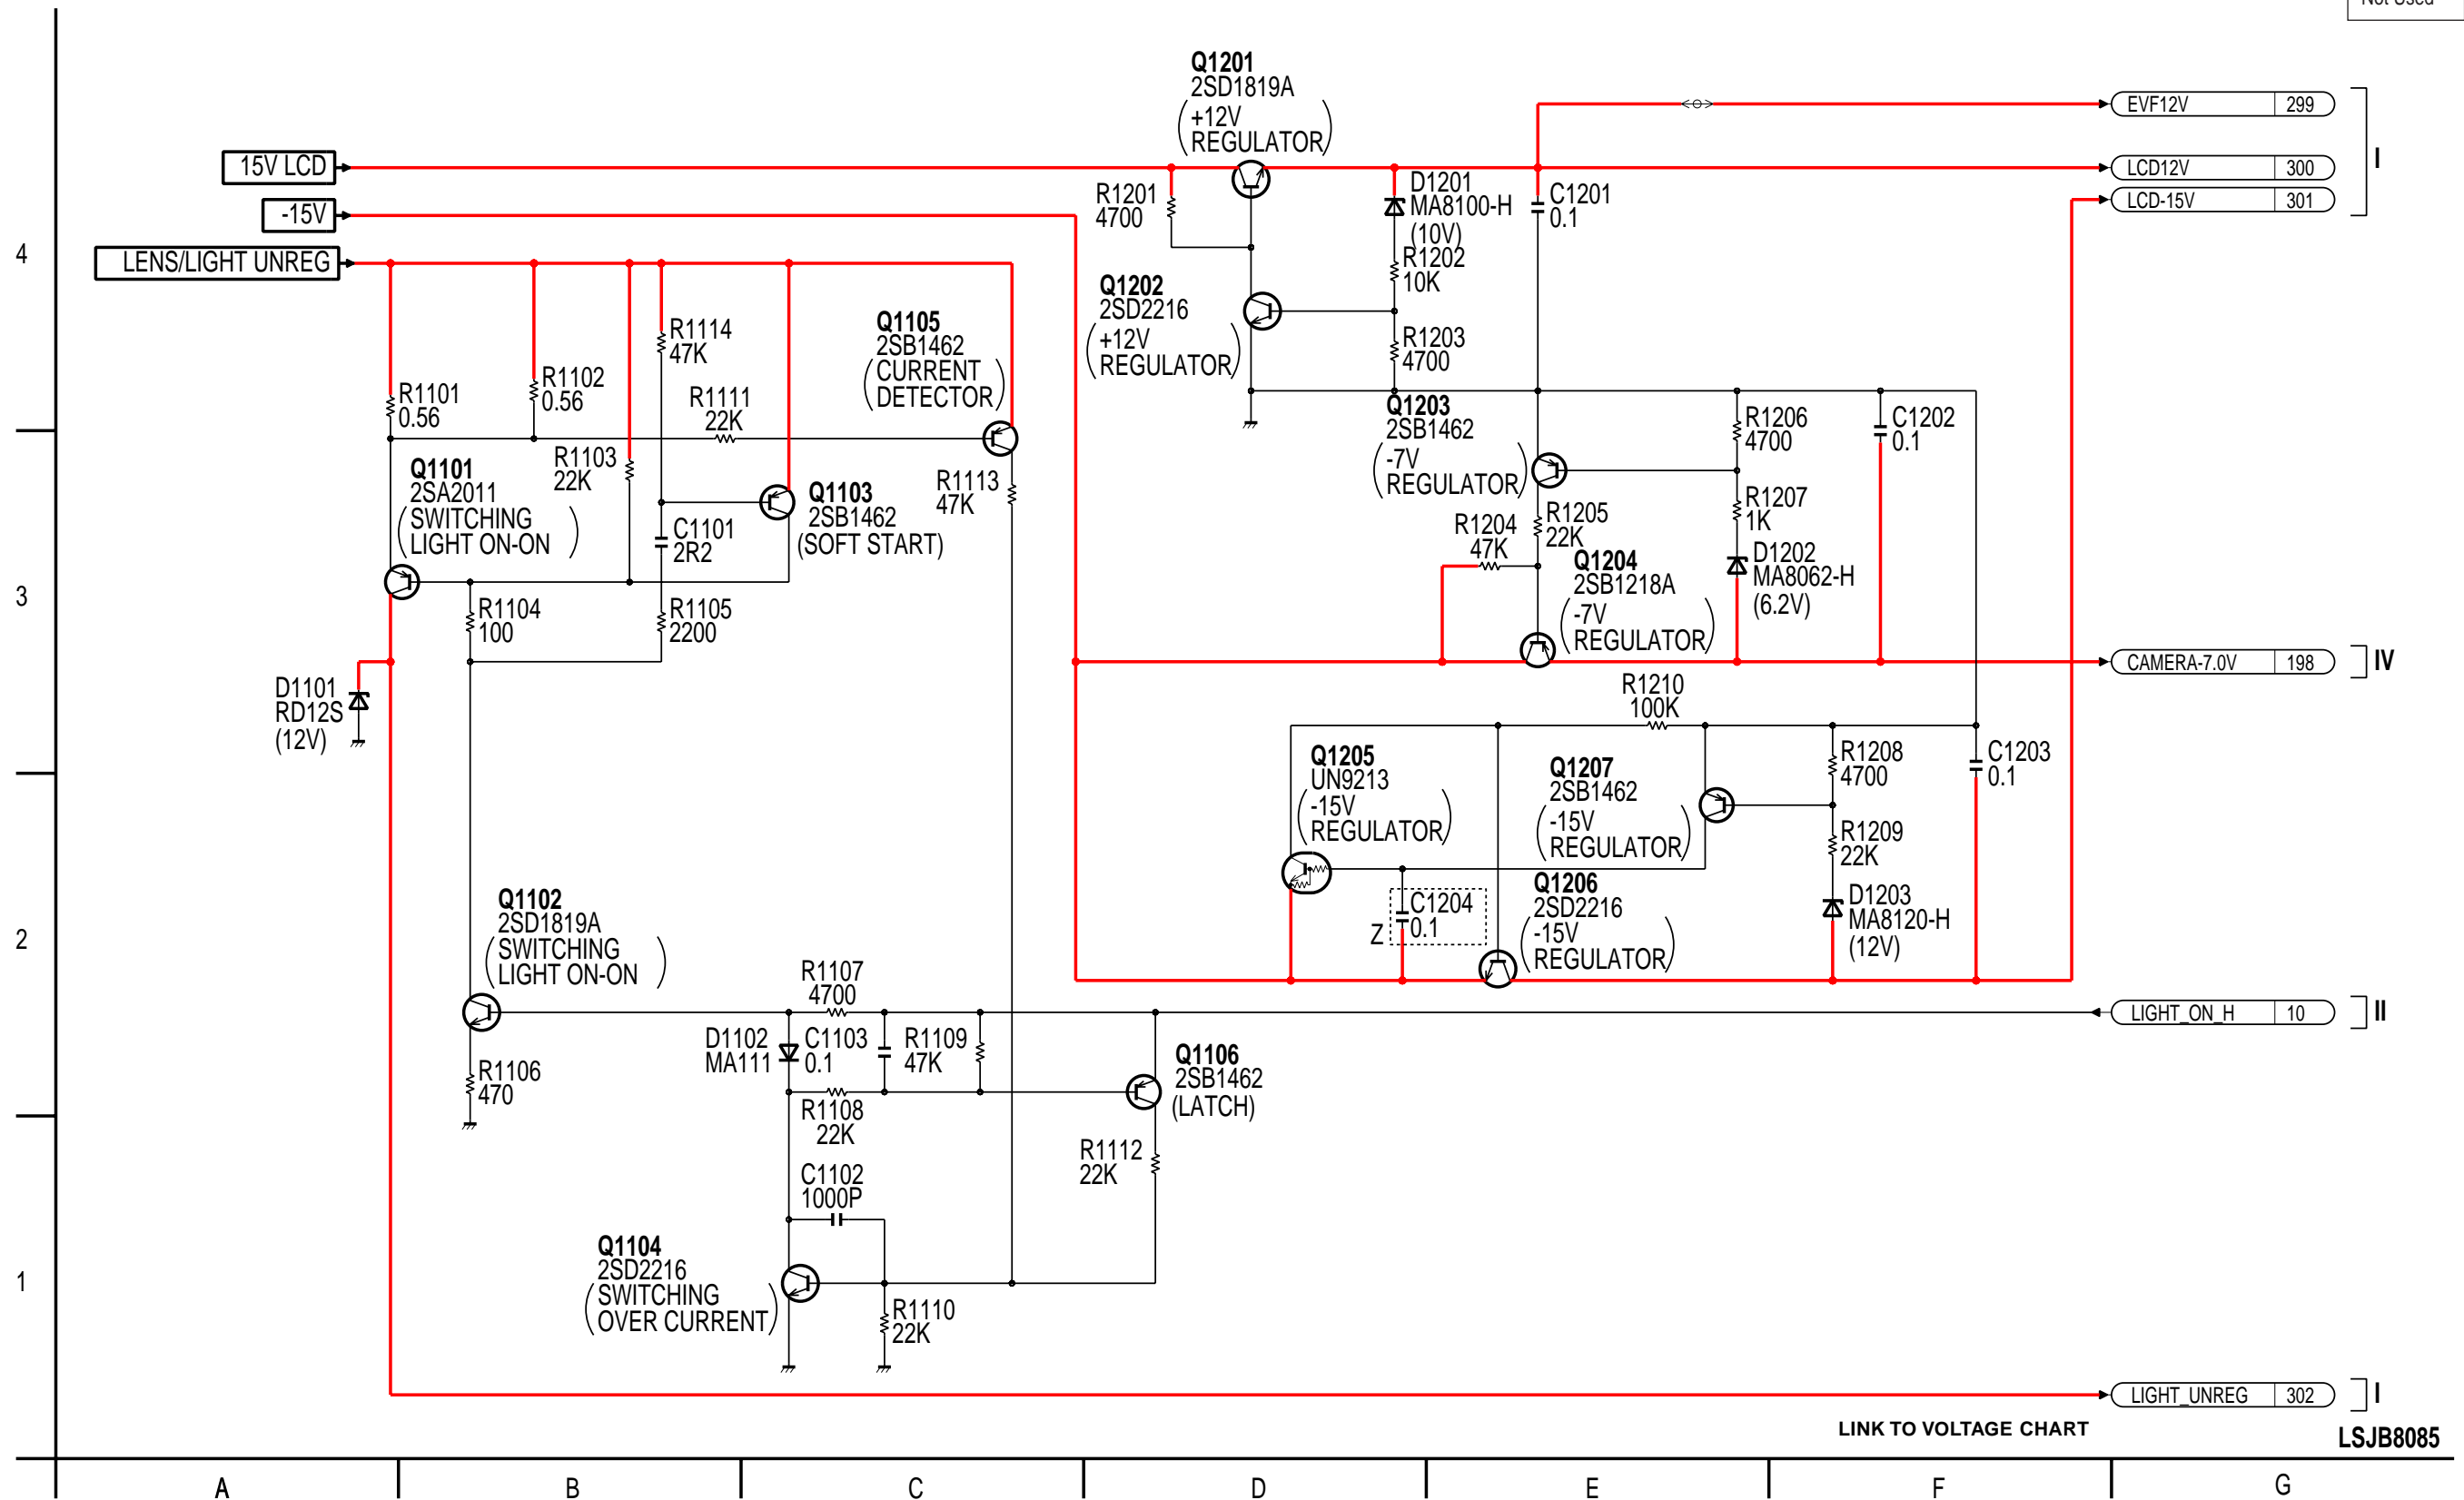 Not Used
Q1201
2SD1819A
+12V
REGULATOR
EVF12V 299
15V LCD
LCD12V 300
I
R1201
4700
D1201
MA8100-H
(10V)
C1201
0.1
LCD-15V 301
-15V
4
LENS/LIGHT UNREG
R1202
10K
Q1202
2SD2216
+12V
REGULATOR
R1203
4700
R1114
47K
Q1105
2SB1462
CURRENT
DETECTOR
R1101
0.56
R1102
0.56
R1111
22K
Q1203
2SB1462
-7V
REGULATOR
R1206
4700
C1202
0.1
Q1101
2SA2011
SWITCHING
LIGHT ON-ON
R1103
22K
Q1103
2SB1462
(SOFT START)
R1113
47K
C1101
2R2
R1204
47K
R1205
22K
R1207
1K
Q1204
2SB1218A
-7V
REGULATOR
D1202
MA8062-H
(6.2V)
3
R1104
100
R1105
2200
CAMERA-7.0V 198
IV
D1101
RD12S
(12V)
R1210
100K
Q1205
UN9213
-15V
REGULATOR
Q1207
2SB1462
-15V
REGULATOR
R1208
4700
C1203
0.1
R1209
22K
Q1102
2SD1819A
SWITCHING
LIGHT ON-ON
C1204
0.1
Z
Q1206
2SD2216
-15V
REGULATOR
D1203
MA8120-H
(12V)
2
R1107
4700
LIGHT_ON_H 10
II
D1102
MA111
C1103
0.1
R1109
47K
Q1106
2SB1462
(LATCH)
R1106
470
R1108
22K
R1112
22K
C1102
1000P
Q1104
2SD2216
SWITCHING
OVER CURRENT
1
R1110
22K
LIGHT_UNREG 302
I
LINK TO VOLTAGE CHART
LSJB8085
A B C D E F G